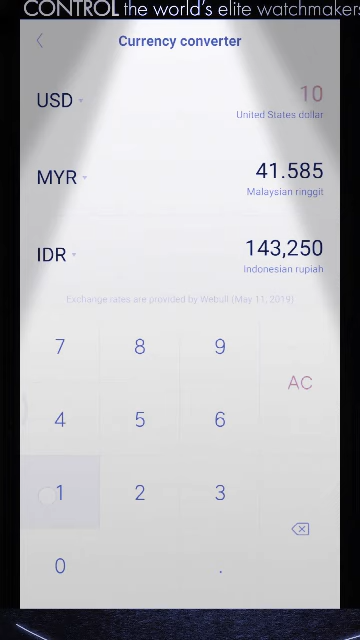 CONTROL the world's elite watchmakers
Currency converter
USD
10
United States dollar
MYR
41.585
Malaysian ringgit
IDR
143,250
Indonesian rupiah
Exchange rates are provided by Webull (May 11, 2019)
7 8 9
AC
4 5 6
1 2 3
0 .